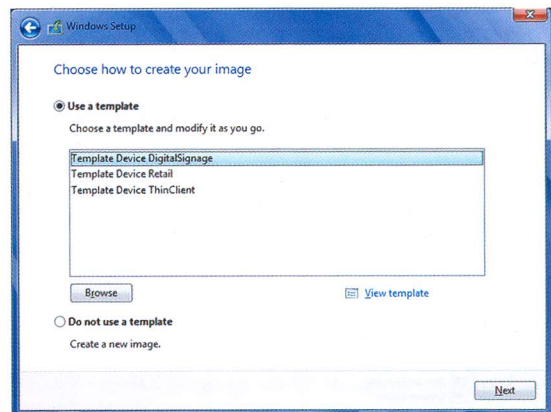 Windows Setup
Choose how to create your image
Use a template
Choose a template and modify it as you go.
Template Device DigitalSignage
Template Device Retail
Template Device ThinClient
Browse
View template
Do not use a template
Create a new image.
Next